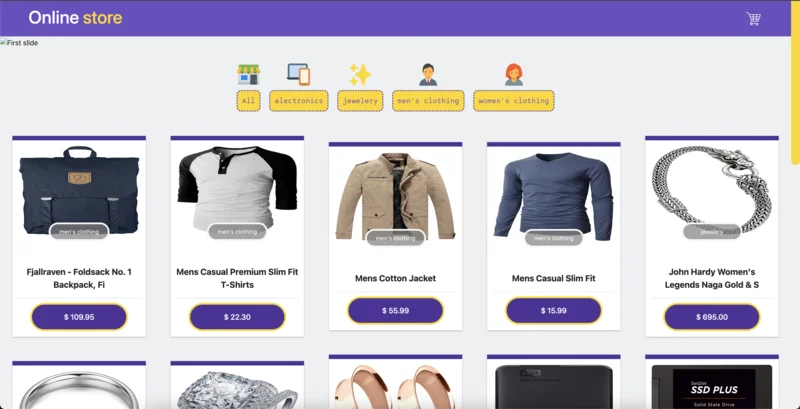 Online store
First slide
All
electronics
jewelery
men's clothing
women's clothing
men's clothing
Fjallraven - Foldsack No. 1
Backpack, Fi
$ 109.95
men's clothing
Mens Casual Premium Slim Fit
T-Shirts
$ 22.30
men's clothing
Mens Cotton Jacket
$ 55.99
men's clothing
Mens Casual Slim Fit
$ 15.99
jewelery
John Hardy Women's
Legends Naga Gold & S
$ 695.00
SanDisk
SSD PLUS
Solid State Drive